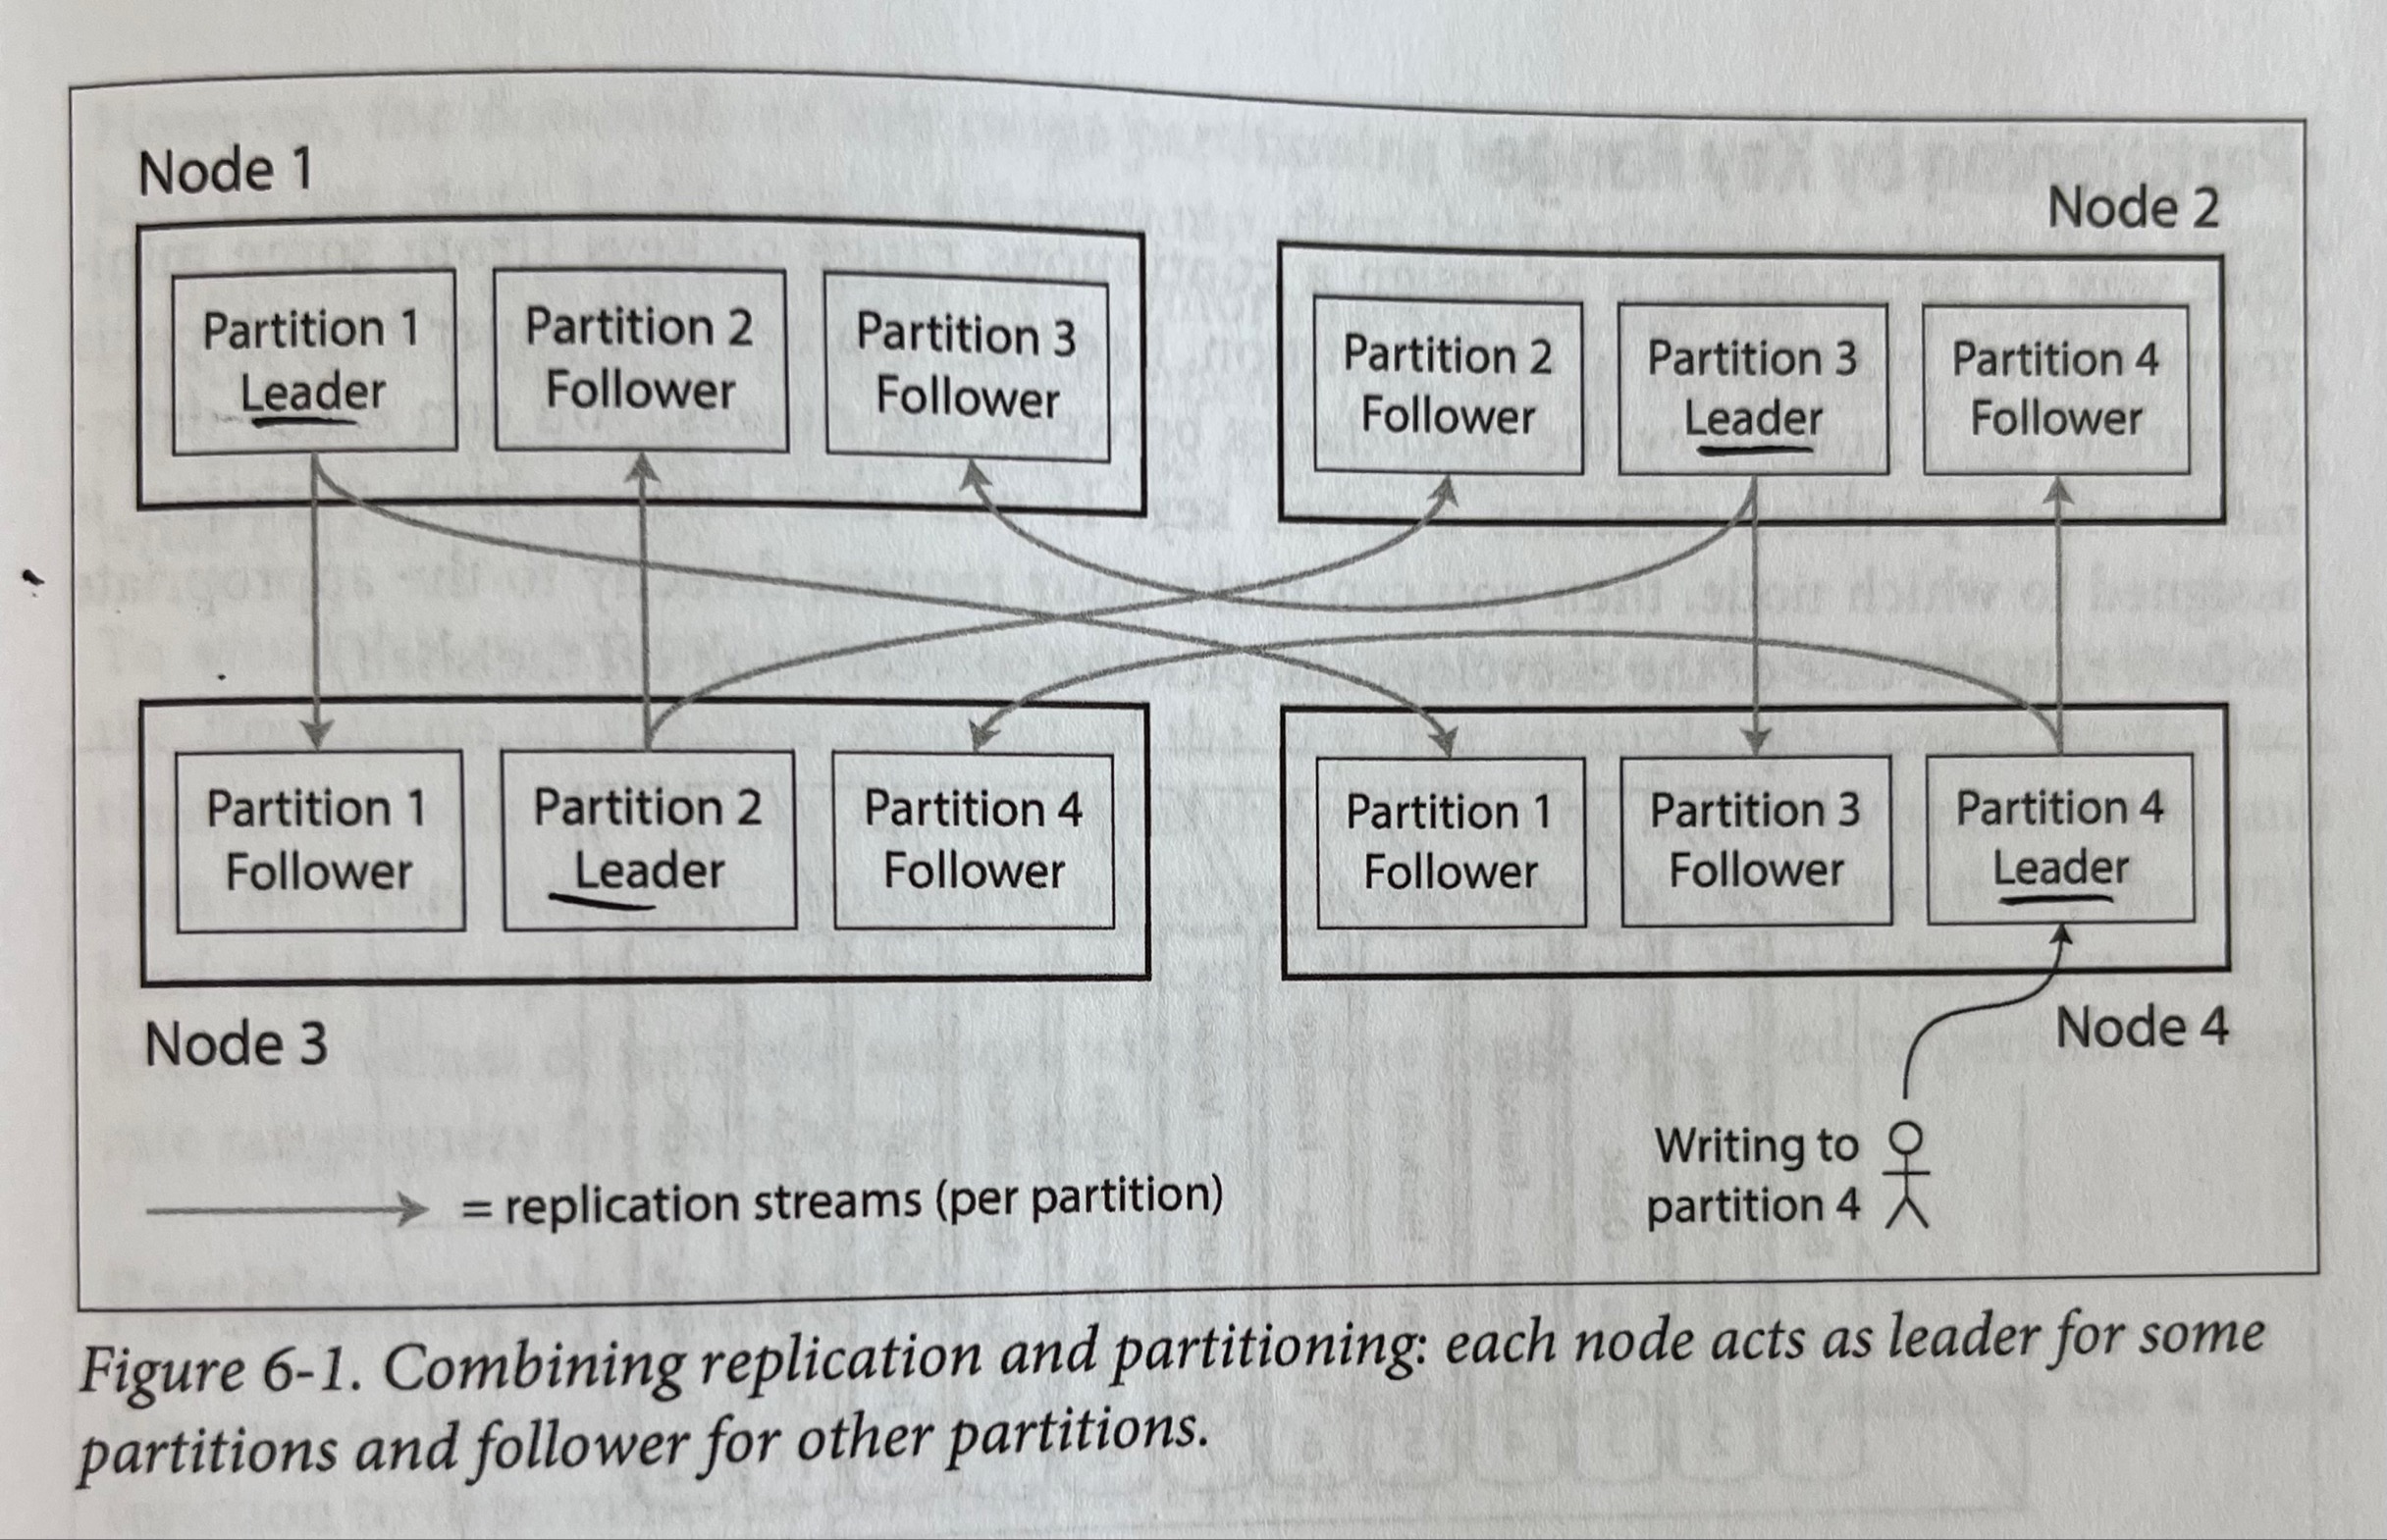 Node 1
Partition 1
Leader
Partition 2
Follower
Partition 3
Follower
Node 2
Partition 2
Follower
Partition 3
Leader
Partition 4
Follower
Partition 1
Follower
Partition 2
Leader
Partition 4
Follower
Node 3
Partition 1
Follower
Partition 3
Follower
Partition 4
Leader
Node 4
= replication streams (per partition)
Writing to
partition 4
Figure 6-1. Combining replication and partitioning: each node acts as leader for some
partitions and follower for other partitions.